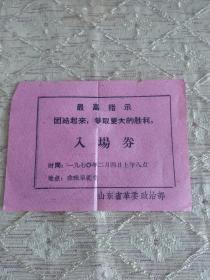 最高指示
团结起来，争取更大的胜利。
入場券
时间：一九七〇年二月四日上午八点
地点：
山东省革委政治部